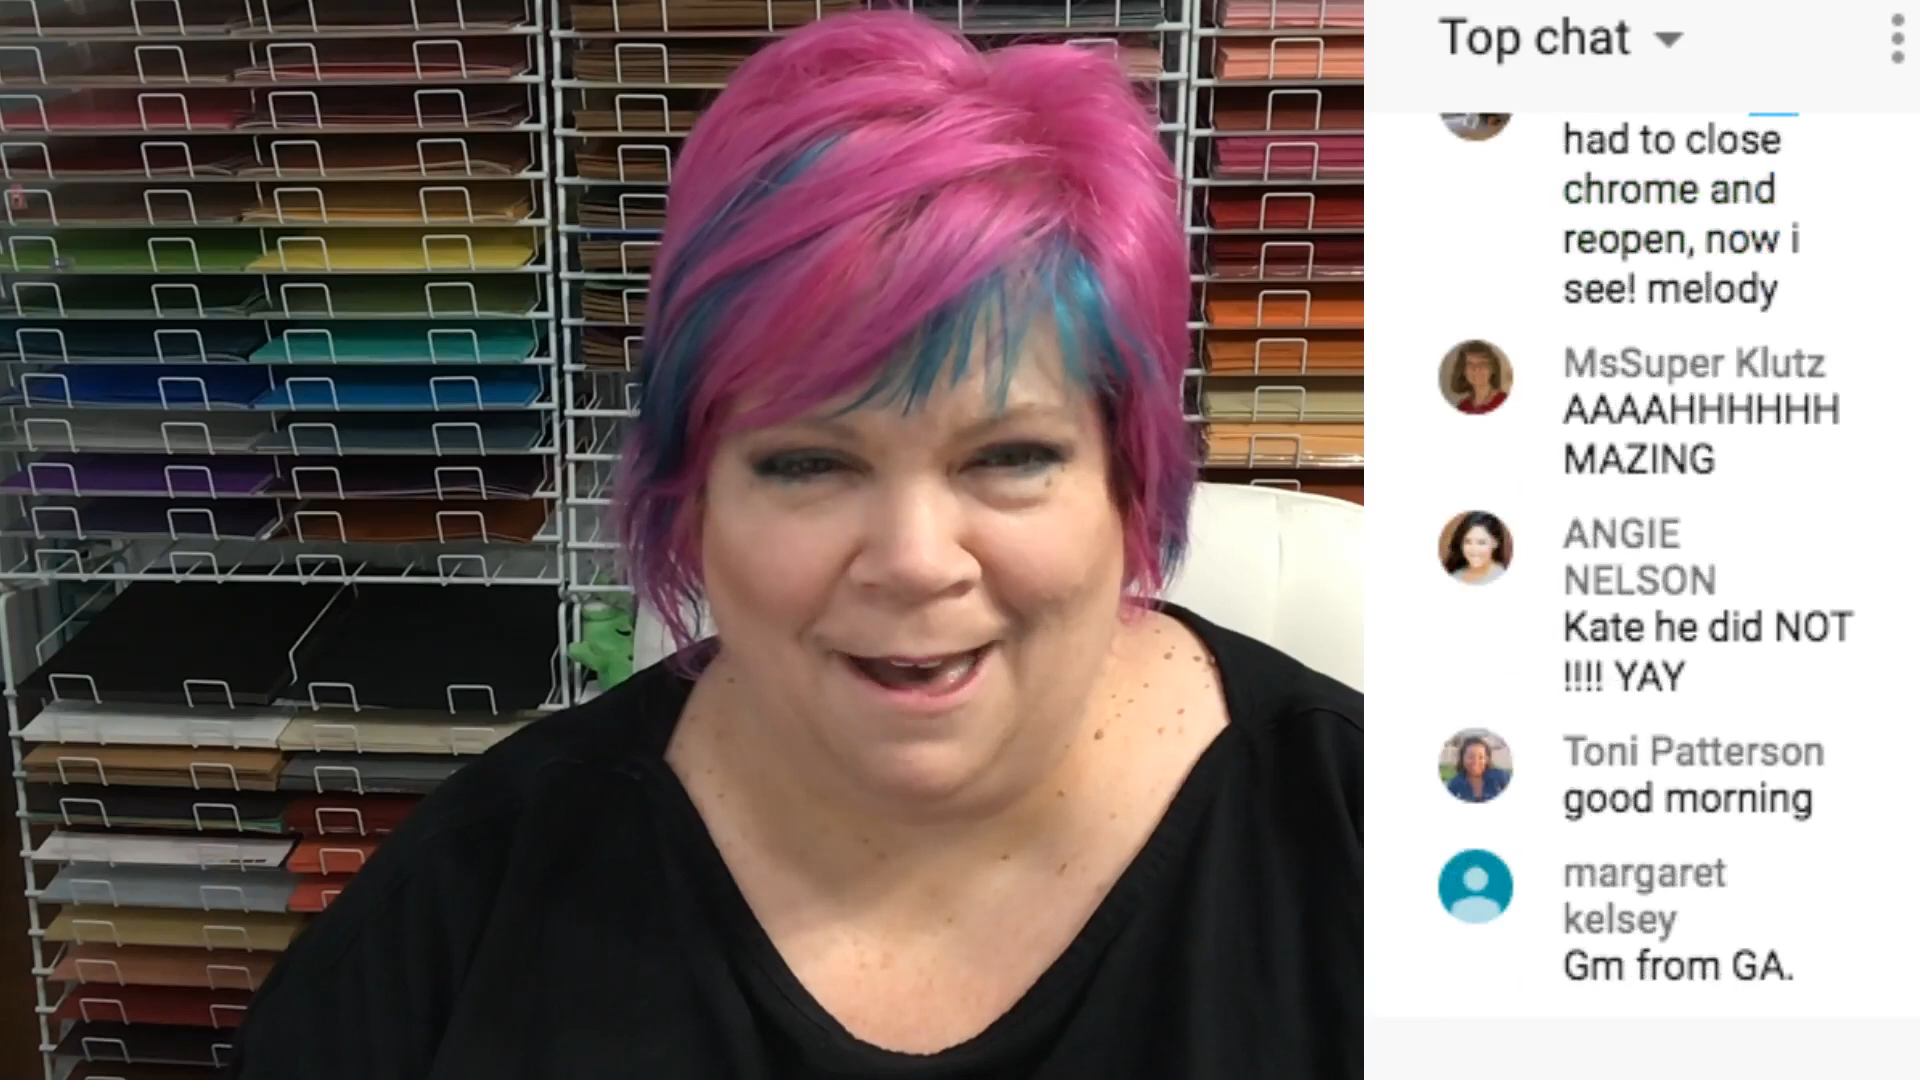 Top chat
had to close
chrome and
reopen, now i
see! melody
MsSuper Klutz
AAAAHHHHHH
MAZING
ANGIE
NELSON
Kate he did NOT
!!!! YAY
Toni Patterson
good morning
margaret
kelsey
Gm from GA.